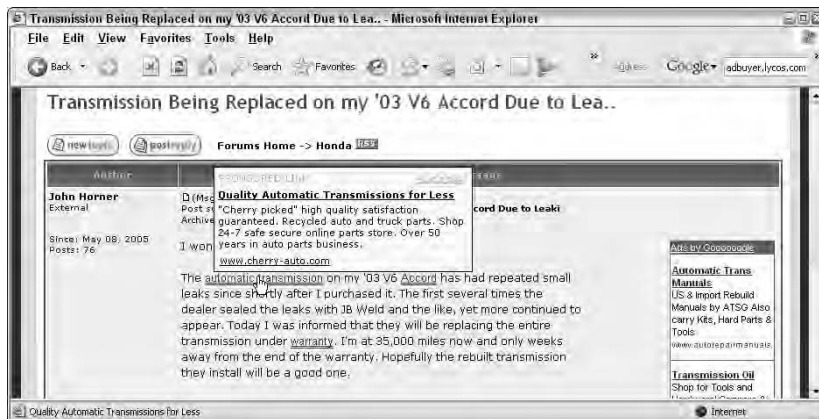 Transmission Being Replaced on my '03 V6 Accord Due to Lea.. - Microsoft Internet Explorer
File Edit View Favorites Tools Help
Back Search Favorites Address Google adbuyer.lycos.com
Transmission Being Replaced on my '03 V6 Accord Due to Lea..
new topic post reply Forums Home -> Honda RSS
Author
John Horner
External
Since: May 08, 2005
Posts: 76
(Msg
Post
Archive
cord Due to Leaki
SPONSORED LINK
Quality Automatic Transmissions for Less
"Cherry picked" high quality satisfaction
guaranteed. Recycled auto and truck parts. Shop
24-7 safe secure online parts store. Over 50
years in auto parts business.
www.cherry-auto.com
I won
The automatic transmission on my '03 V6 Accord has had repeated small
leaks since shortly after I purchased it. The first several times the
dealer sealed the leaks with JB Weld and the like, yet more continued to
appear. Today I was informed that they will be replacing the entire
transmission under warranty. I'm at 35,000 miles now and only weeks
away from the end of the warranty. Hopefully the rebuilt transmission
they install will be a good one.
Ads by Goooooogle
Automatic Trans
Manuals
US & Import Rebuild
Manuals by ATSG Also
carry Kits, Hard Parts &
Tools
www.autorepairmanuals
Transmission Oil
Shop for Tools and
Quality Automatic Transmissions for Less
Internet